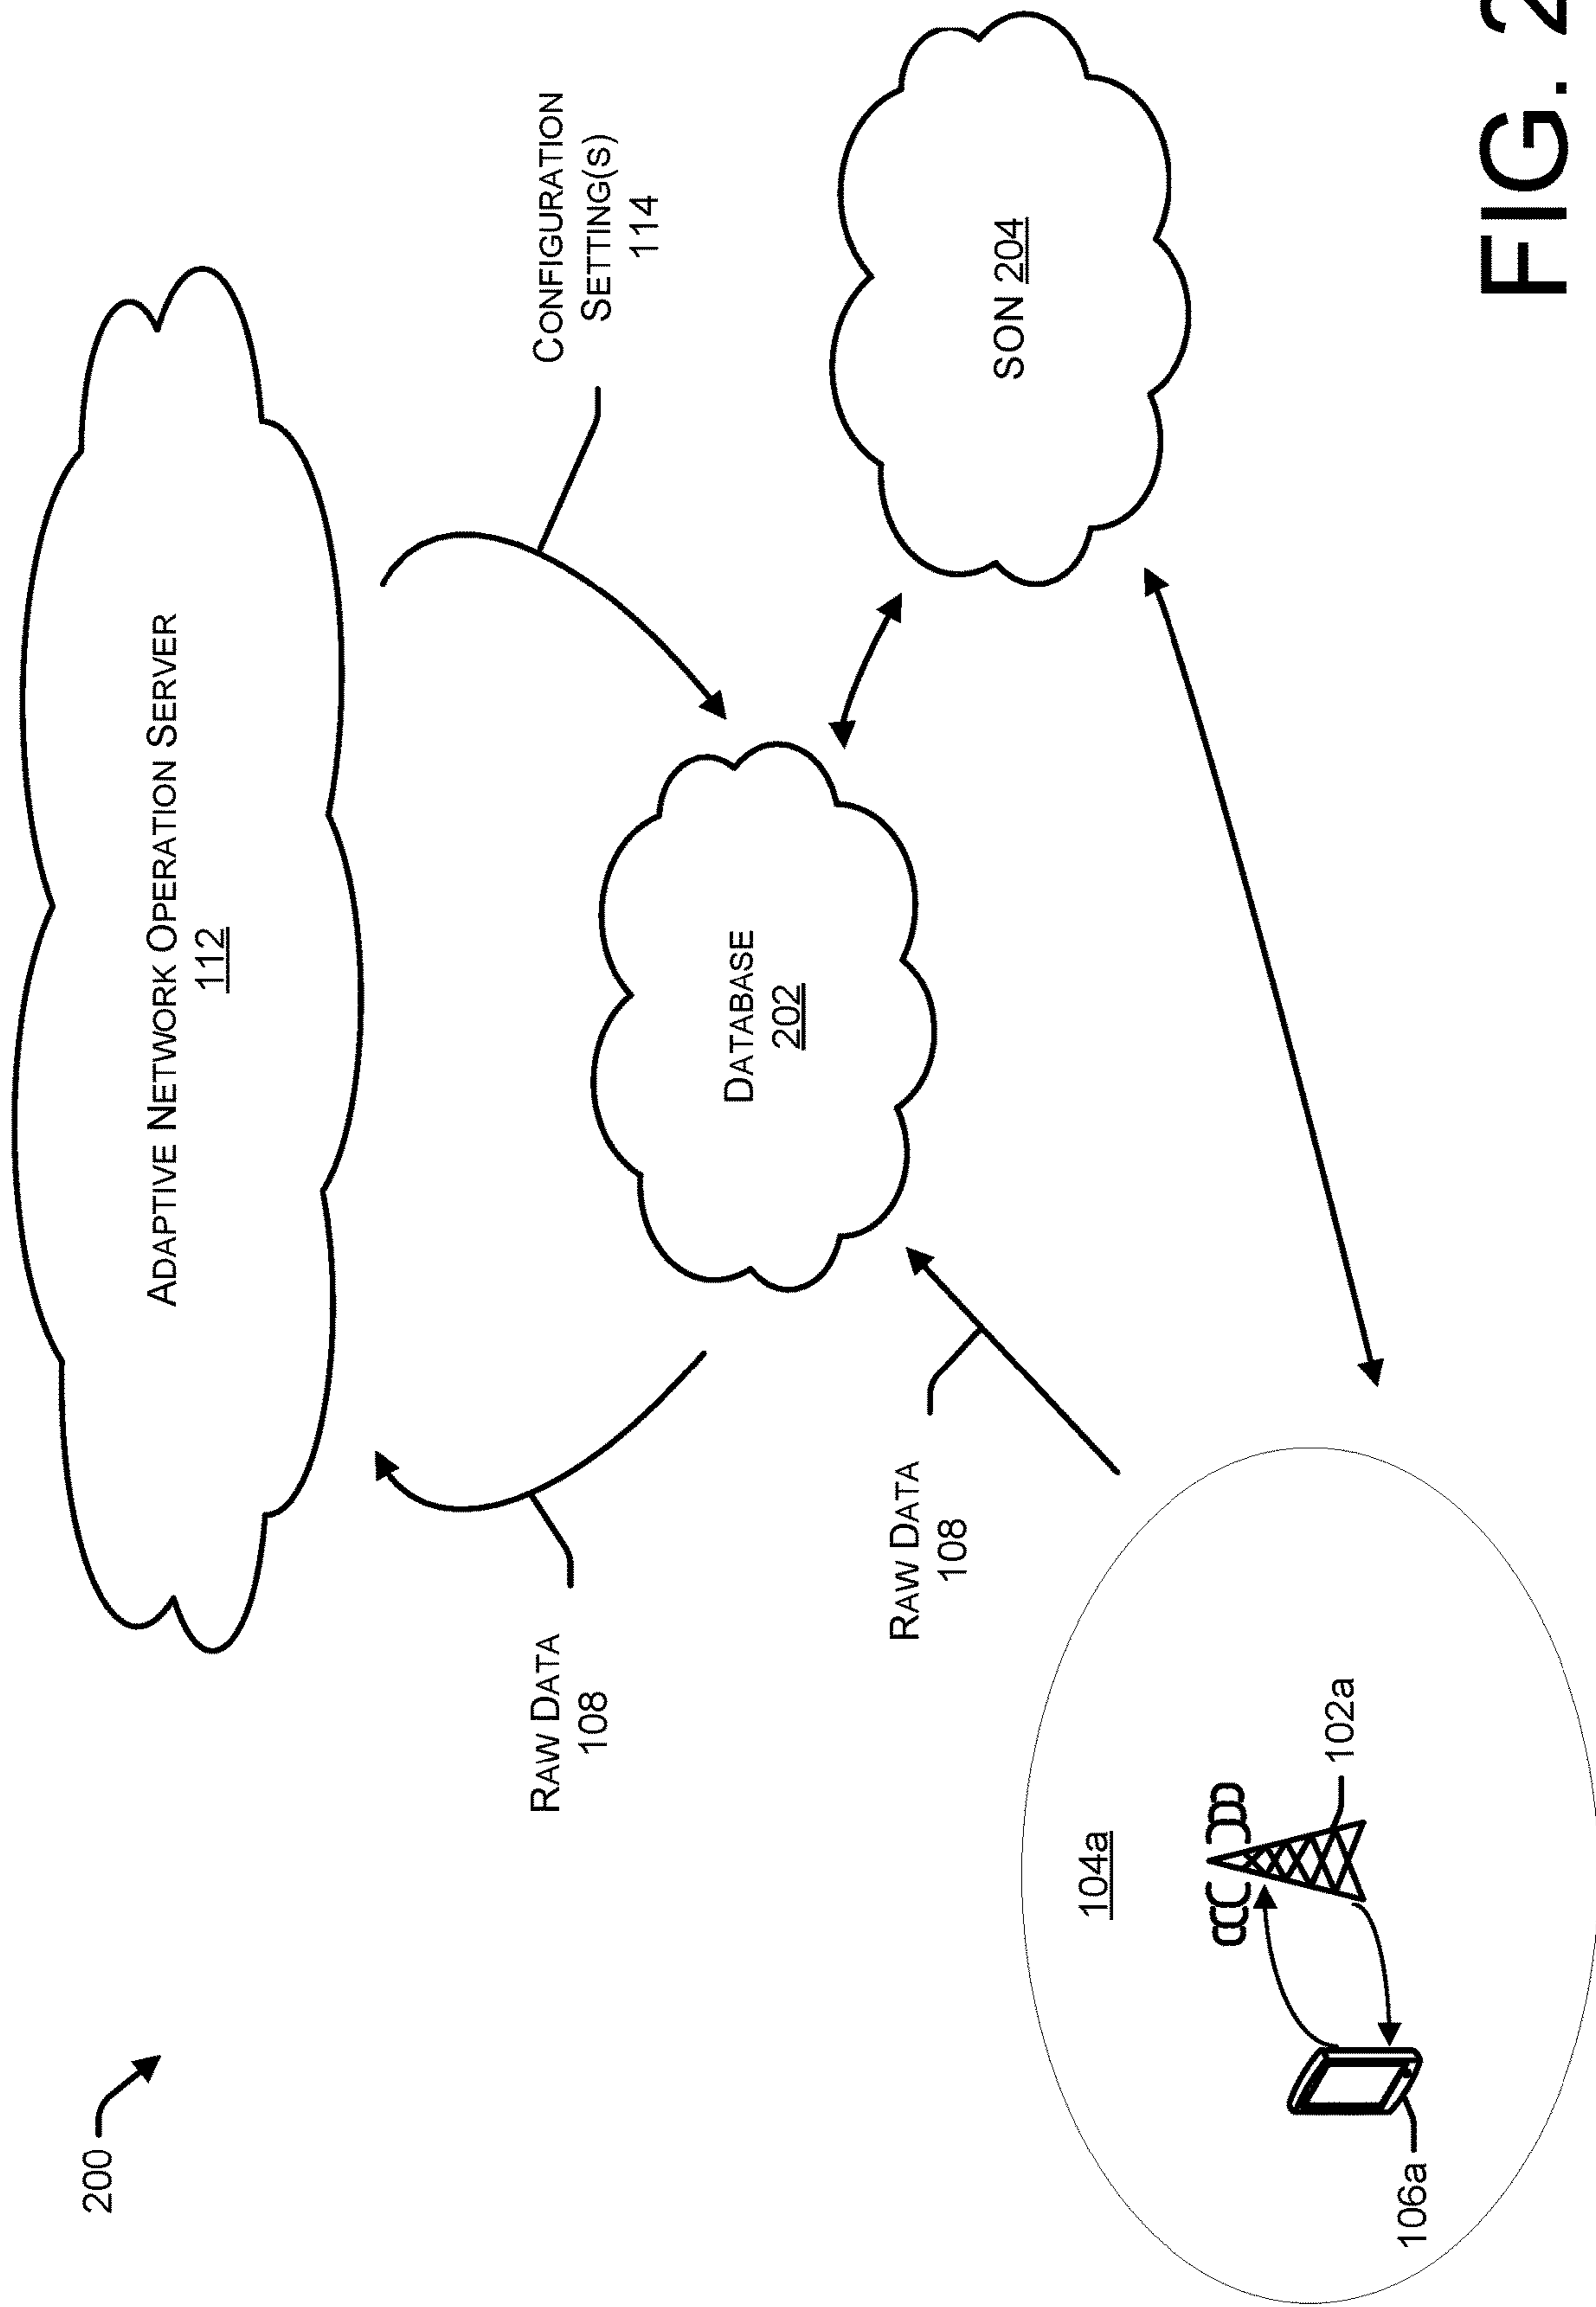 200
ADAPTIVE NETWORK OPERATION SERVER
112
CONFIGURATION
SETTING(S)
114
RAW DATA
108
DATABASE
202
RAW DATA
108
SON 204
104a
102a
106a
FIG. 2